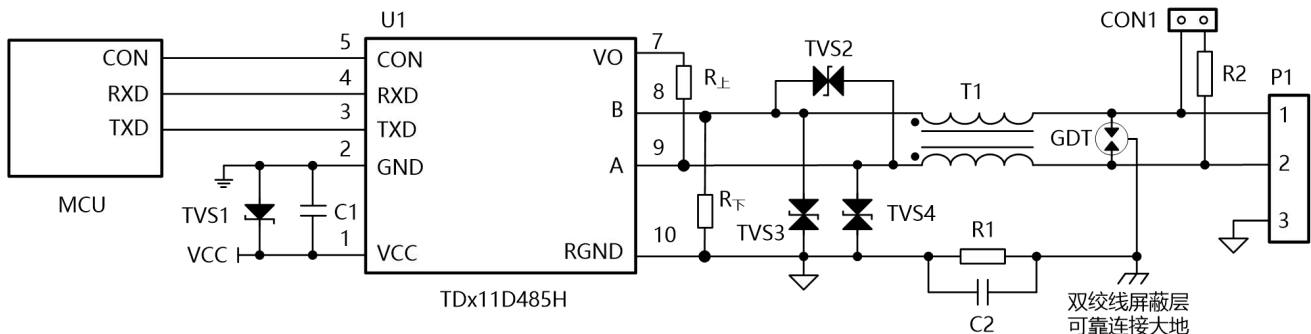 U1
CON1
CON
RXD
TXD
MCU
5
4
3
2
1
CON
RXD
TXD
GND
VCC
VO
B
A
RGND
7
8
9
10
TDx11D485H
TVS1
C1
VCC
R上
R下
TVS2
TVS3
TVS4
T1
GDT
R2
P1
1
2
3
R1
C2
双绞线屏蔽层
可靠连接大地